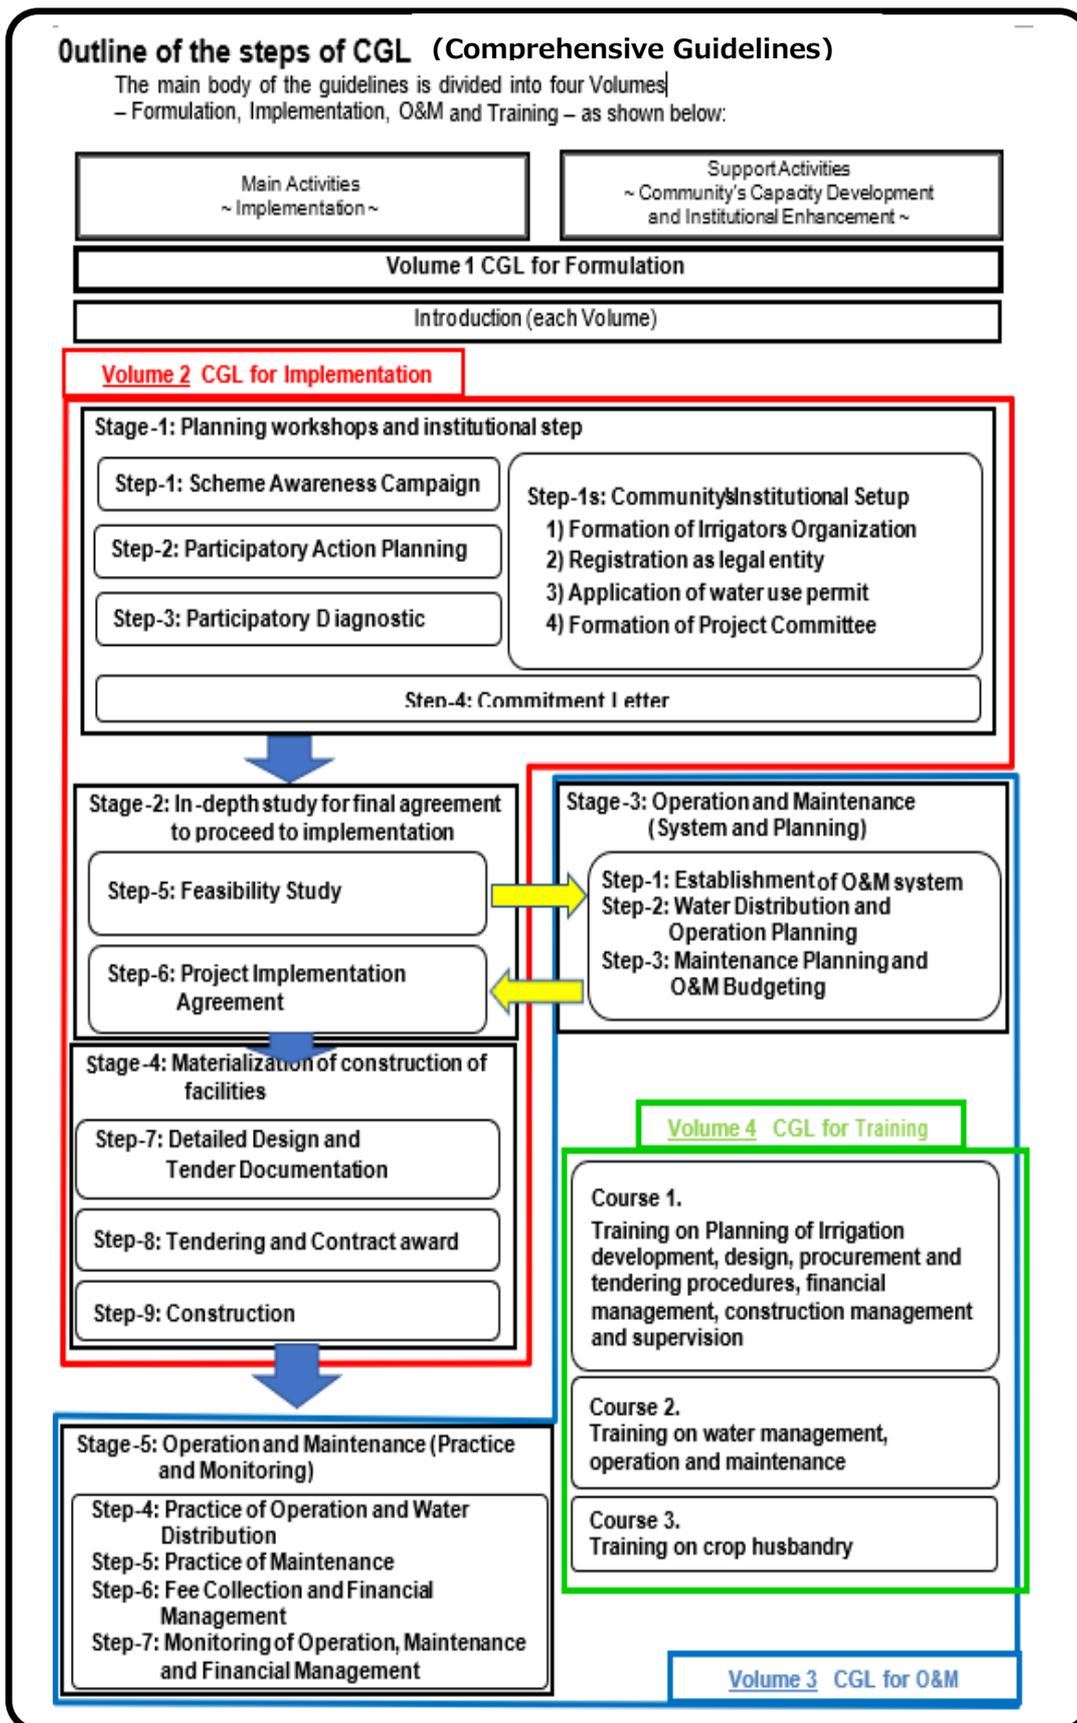 Outline of the steps of CGL (Comprehensive Guidelines)
The main body of the guidelines is divided into four Volumes
– Formulation, Implementation, O&M and Training – as shown below:
Main Activities
~ Implementation ~
Support Activities
~ Community's Capacity Development
and Institutional Enhancement ~
Volume 1 CGL for Formulation
Introduction (each Volume)
Volume 2 CGL for Implementation
Stage-1: Planning workshops and institutional step
Step-1: Scheme Awareness Campaign
Step-2: Participatory Action Planning
Step-3: Participatory Diagnostic
Step-1s: Community's Institutional Setup
1) Formation of Irrigators Organization
2) Registration as legal entity
3) Application of water use permit
4) Formation of Project Committee
Step-4: Commitment Letter
Stage-2: In-depth study for final agreement
to proceed to implementation
Step-5: Feasibility Study
Step-6: Project Implementation
Agreement
Stage-3: Operation and Maintenance
(System and Planning)
Step-1: Establishment of O&M system
Step-2: Water Distribution and
Operation Planning
Step-3: Maintenance Planning and
O&M Budgeting
Stage-4: Materialization of construction of
facilities
Step-7: Detailed Design and
Tender Documentation
Step-8: Tendering and Contract award
Step-9: Construction
Volume 4 CGL for Training
Course 1.
Training on Planning of Irrigation
development, design, procurement and
tendering procedures, financial
management, construction management
and supervision
Course 2.
Training on water management,
operation and maintenance
Course 3.
Training on crop husbandry
Stage-5: Operation and Maintenance (Practice
and Monitoring)
Step-4: Practice of Operation and Water
Distribution
Step-5: Practice of Maintenance
Step-6: Fee Collection and Financial
Management
Step-7: Monitoring of Operation, Maintenance
and Financial Management
Volume 3 CGL for O&M